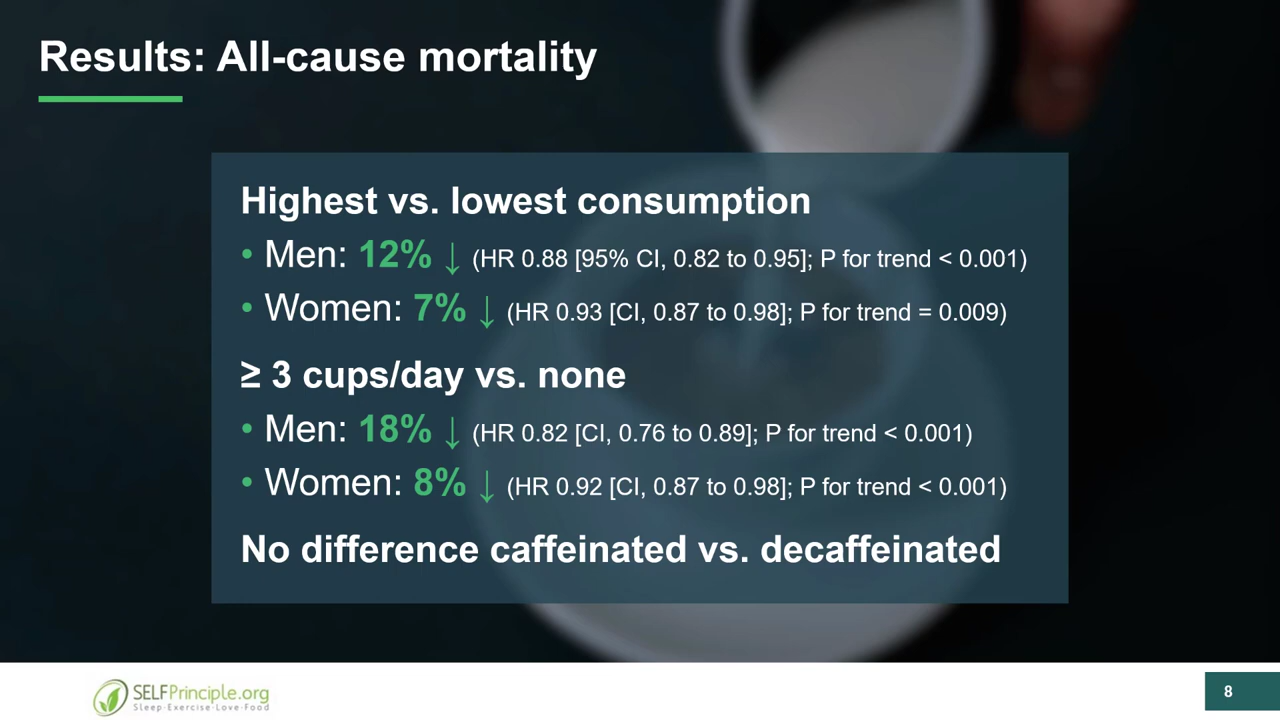 Results: All-cause mortality
Highest vs. lowest consumption
• Men: 12% ↓ (HR 0.88 [95% CI, 0.82 to 0.95]; P for trend < 0.001)
• Women: 7% ↓ (HR 0.93 [CI, 0.87 to 0.98]; P for trend = 0.009)
≥ 3 cups/day vs. none
• Men: 18% ↓ (HR 0.82 [CI, 0.76 to 0.89]; P for trend < 0.001)
• Women: 8% ↓ (HR 0.92 [CI, 0.87 to 0.98]; P for trend < 0.001)
No difference caffeinated vs. decaffeinated
SELFPrinciple.org
Sleep·Exercise·Love·Food
8